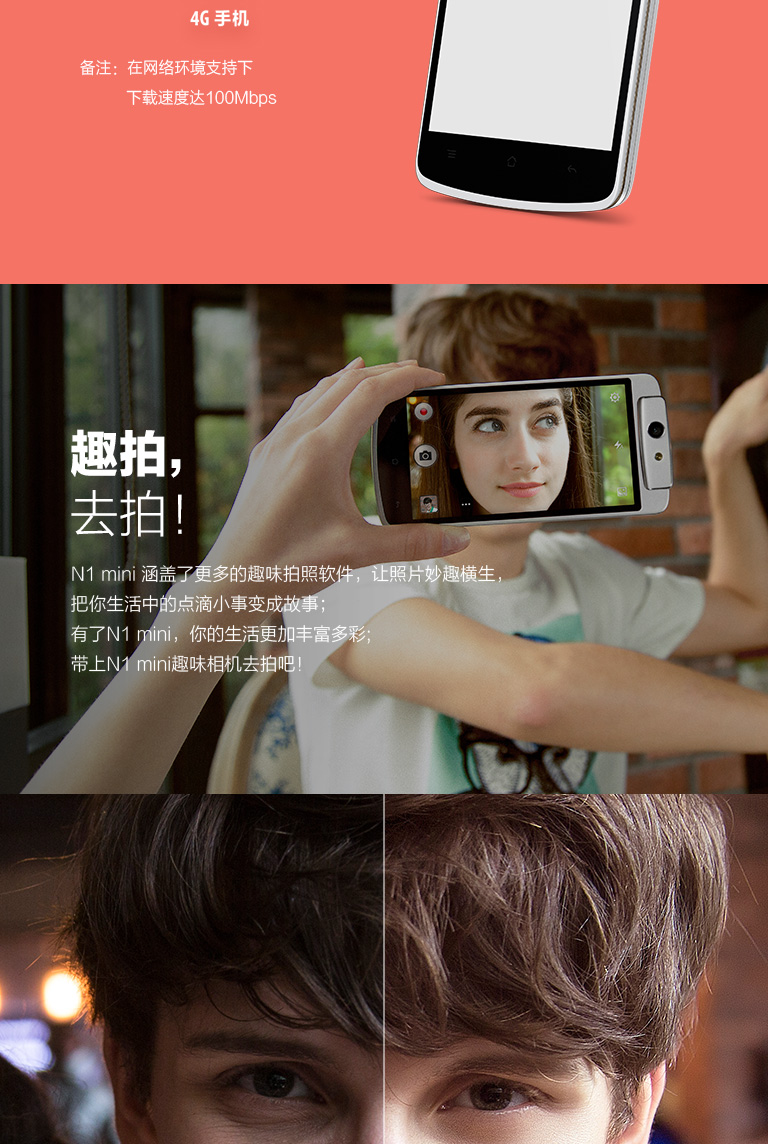 4G 手机
备注：在网络环境支持下
下载速度达100Mbps
趣拍，
去拍！
N1 mini 涵盖了更多的趣味拍照软件，让照片妙趣横生，
把你生活中的点滴小事变成故事；
有了N1 mini，你的生活更加丰富多彩；
带上N1 mini趣味相机去拍吧！